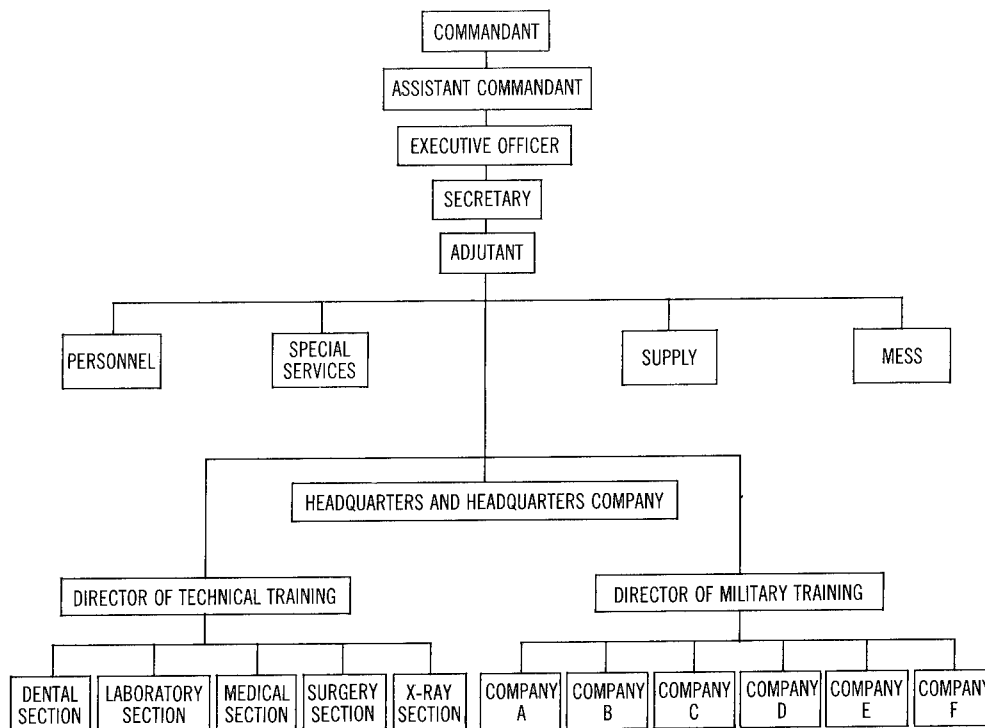 COMMANDANT
ASSISTANT COMMANDANT
EXECUTIVE OFFICER
SECRETARY
ADJUTANT
PERSONNEL
SPECIAL
SERVICES
SUPPLY
MESS
HEADQUARTERS AND HEADQUARTERS COMPANY
DIRECTOR OF TECHNICAL TRAINING
DIRECTOR OF MILITARY TRAINING
DENTAL
SECTION
LABORATORY
SECTION
MEDICAL
SECTION
SURGERY
SECTION
X-RAY
SECTION
COMPANY
A
COMPANY
B
COMPANY
C
COMPANY
D
COMPANY
E
COMPANY
F